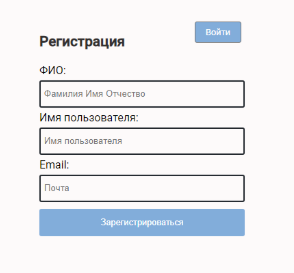 Войти
Регистрация
ФИО:
Фамилия Имя Отчество
Имя пользователя:
Имя пользователя
Email:
Почта
Зарегистрироваться